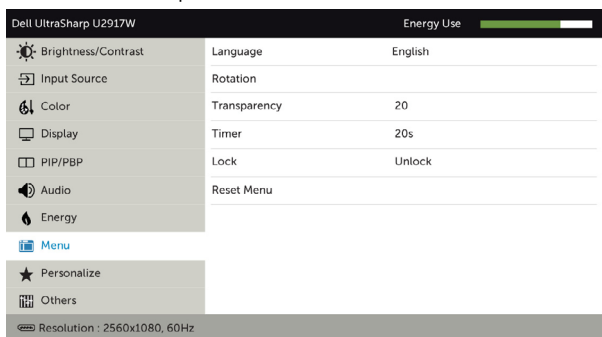 Dell UltraSharp U2917W Energy Use
Brightness/Contrast Language English
Input Source Rotation
Color Transparency 20
Display Timer 20s
PIP/PBP Lock Unlock
Audio Reset Menu
Energy
Menu
Personalize
Others
Resolution : 2560x1080, 60Hz